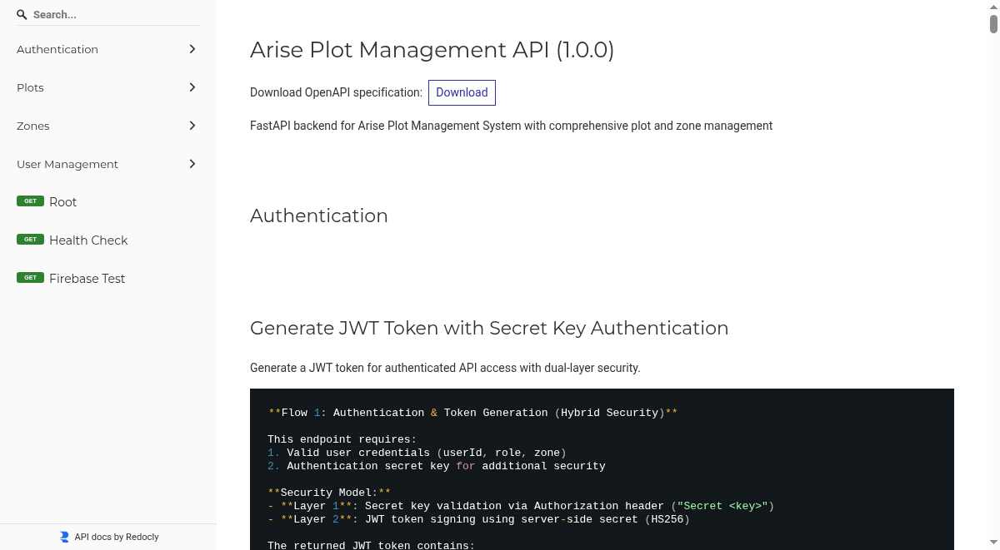 Search...
Authentication
Plots
Zones
User Management
GET Root
GET Health Check
GET Firebase Test
API docs by Redocly
Arise Plot Management API (1.0.0)
Download OpenAPI specification: Download
FastAPI backend for Arise Plot Management System with comprehensive plot and zone management
Authentication
Generate JWT Token with Secret Key Authentication
Generate a JWT token for authenticated API access with dual-layer security.
**Flow 1: Authentication & Token Generation (Hybrid Security)**
This endpoint requires:
1. Valid user credentials (userId, role, zone)
2. Authentication secret key for additional security
**Security Model:**
- **Layer 1**: Secret key validation via Authorization header ("Secret <key>")
- **Layer 2**: JWT token signing using server-side secret (HS256)
The returned JWT token contains: